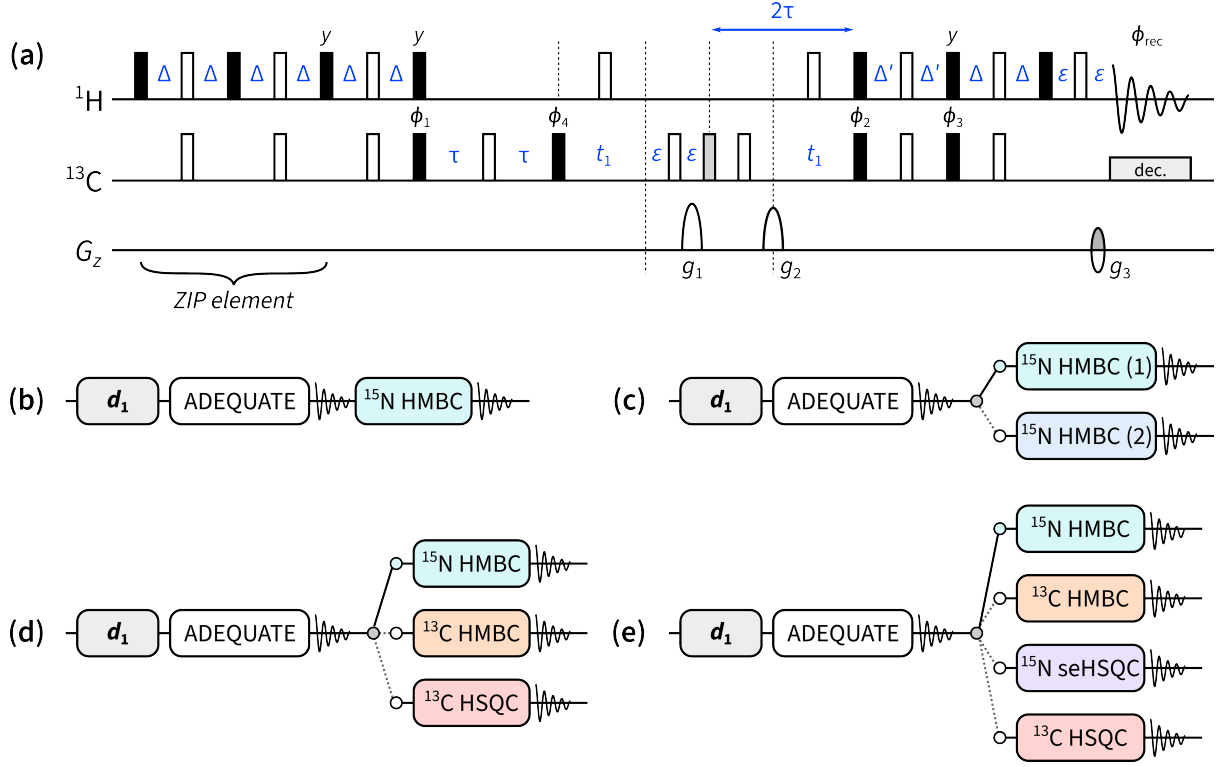 2τ
(a) y y y ϕrec
Δ Δ Δ Δ Δ Δ Δ′ Δ′ Δ Δ ε ε
¹H
ϕ₁ ϕ₄ ϕ₂ ϕ₃
τ τ t₁ ε ε t₁
¹³C dec.
Gz g₁ g₂ g₃
ZIP element
(b) d₁ ADEQUATE ¹⁵N HMBC
(c) d₁ ADEQUATE ¹⁵N HMBC (1)
¹⁵N HMBC (2)
(d) d₁ ADEQUATE
¹⁵N HMBC
¹³C HMBC
¹³C HSQC
(e) d₁ ADEQUATE
¹⁵N HMBC
¹³C HMBC
¹⁵N seHSQC
¹³C HSQC